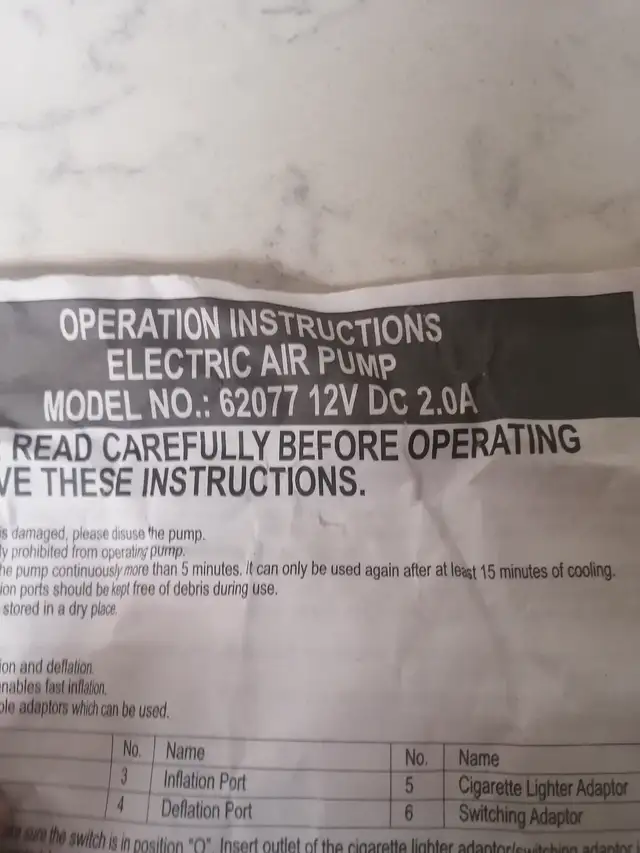 OPERATION INSTRUCTIONS
ELECTRIC AIR PUMP
MODEL NO.: 62077 12V DC 2.0A
READ CAREFULLY BEFORE OPERATING
VE THESE INSTRUCTIONS.
is damaged, please disuse the pump.
ly prohibited from operating pump.
he pump continuously more than 5 minutes, it can only be used again after at least 15 minutes of cooling.
ion ports should be kept free of debris during use.
stored in a dry place.
ion and deflation.
enables fast inflation.
ble adaptors which can be used.
No. Name No. Name
3 Inflation Port 5 Cigarette Lighter Adaptor
4 Deflation Port 6 Switching Adaptor
sure the switch is in position "O". Insert outlet of the cigarette lighter adaptor/switching adaptor